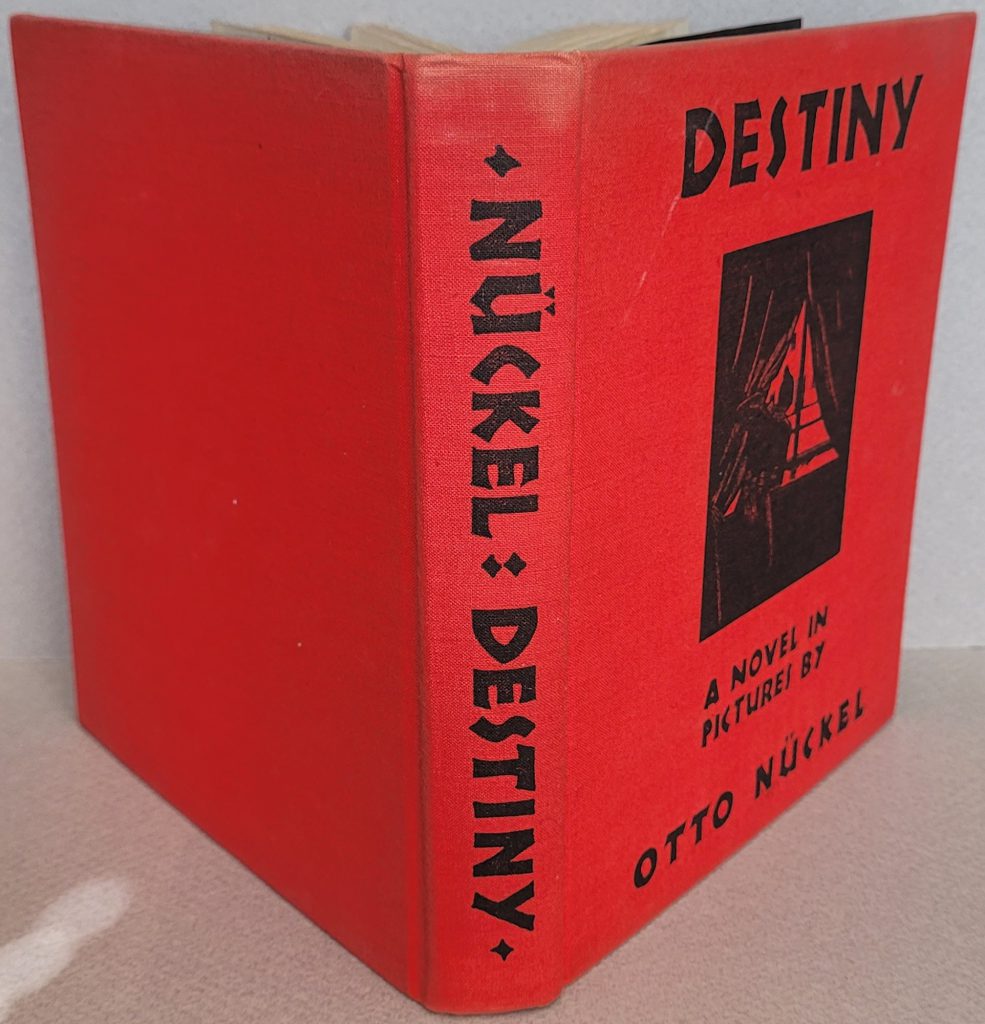 NÜCKEL: DESTINY
DESTINY
A NOVEL IN
PICTURES BY
OTTO NÜCKEL